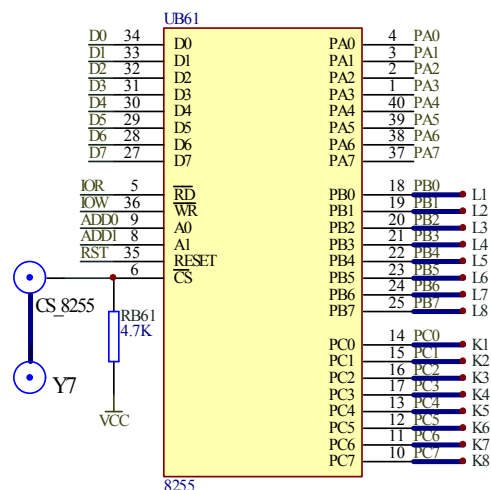 UB61
D0 34 D0 PA0 4 PA0
D1 33 D1 PA1 3 PA1
D2 32 D2 PA2 2 PA2
D3 31 D3 PA3 1 PA3
D4 30 D4 PA4 40 PA4
D5 29 D5 PA5 39 PA5
D6 28 D6 PA6 38 PA6
D7 27 D7 PA7 37 PA7
IOR 5 RD PB0 18 PB0 L1
IOW 36 WR PB1 19 PB1 L2
ADD0 9 A0 PB2 20 PB2 L3
ADD1 8 A1 PB3 21 PB3 L4
RST 35 RESET PB4 22 PB4 L5
6 CS PB5 23 PB5 L6
PB6 24 PB6 L7
PB7 25 PB7 L8
CS_8255
RB61
4.7K
PC0 14 PC0 K1
PC1 15 PC1 K2
PC2 16 PC2 K3
PC3 17 PC3 K4
PC4 13 PC4 K5
PC5 12 PC5 K6
PC6 11 PC6 K7
PC7 10 PC7 K8
Y7
VCC
8255